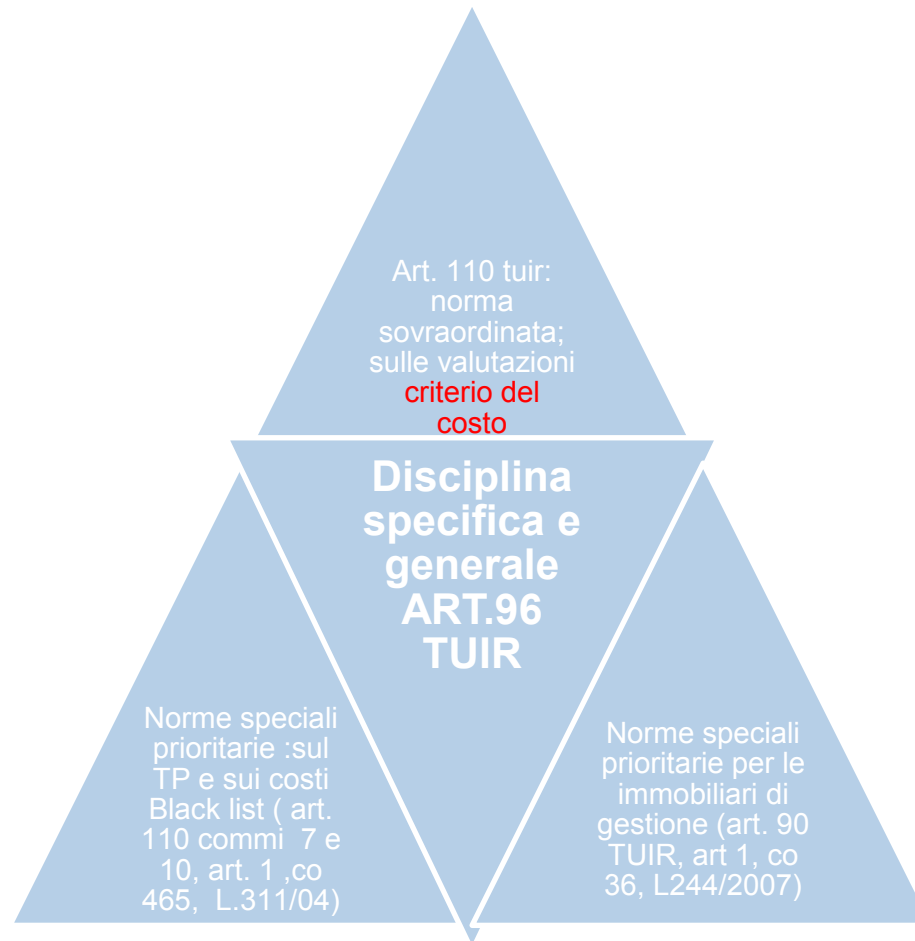 Art. 110 tuir:
norma
sovraordinata;
sulle valutazioni
criterio del
costo
Disciplina
specifica e
generale
ART.96
TUIR
Norme speciali
prioritarie :sul
TP e sui costi
Black list ( art.
110 commi 7 e
10, art. 1 ,co
465, L.311/04)
Norme speciali
prioritarie per le
immobiliari di
gestione (art. 90
TUIR, art 1, co
36, L244/2007)